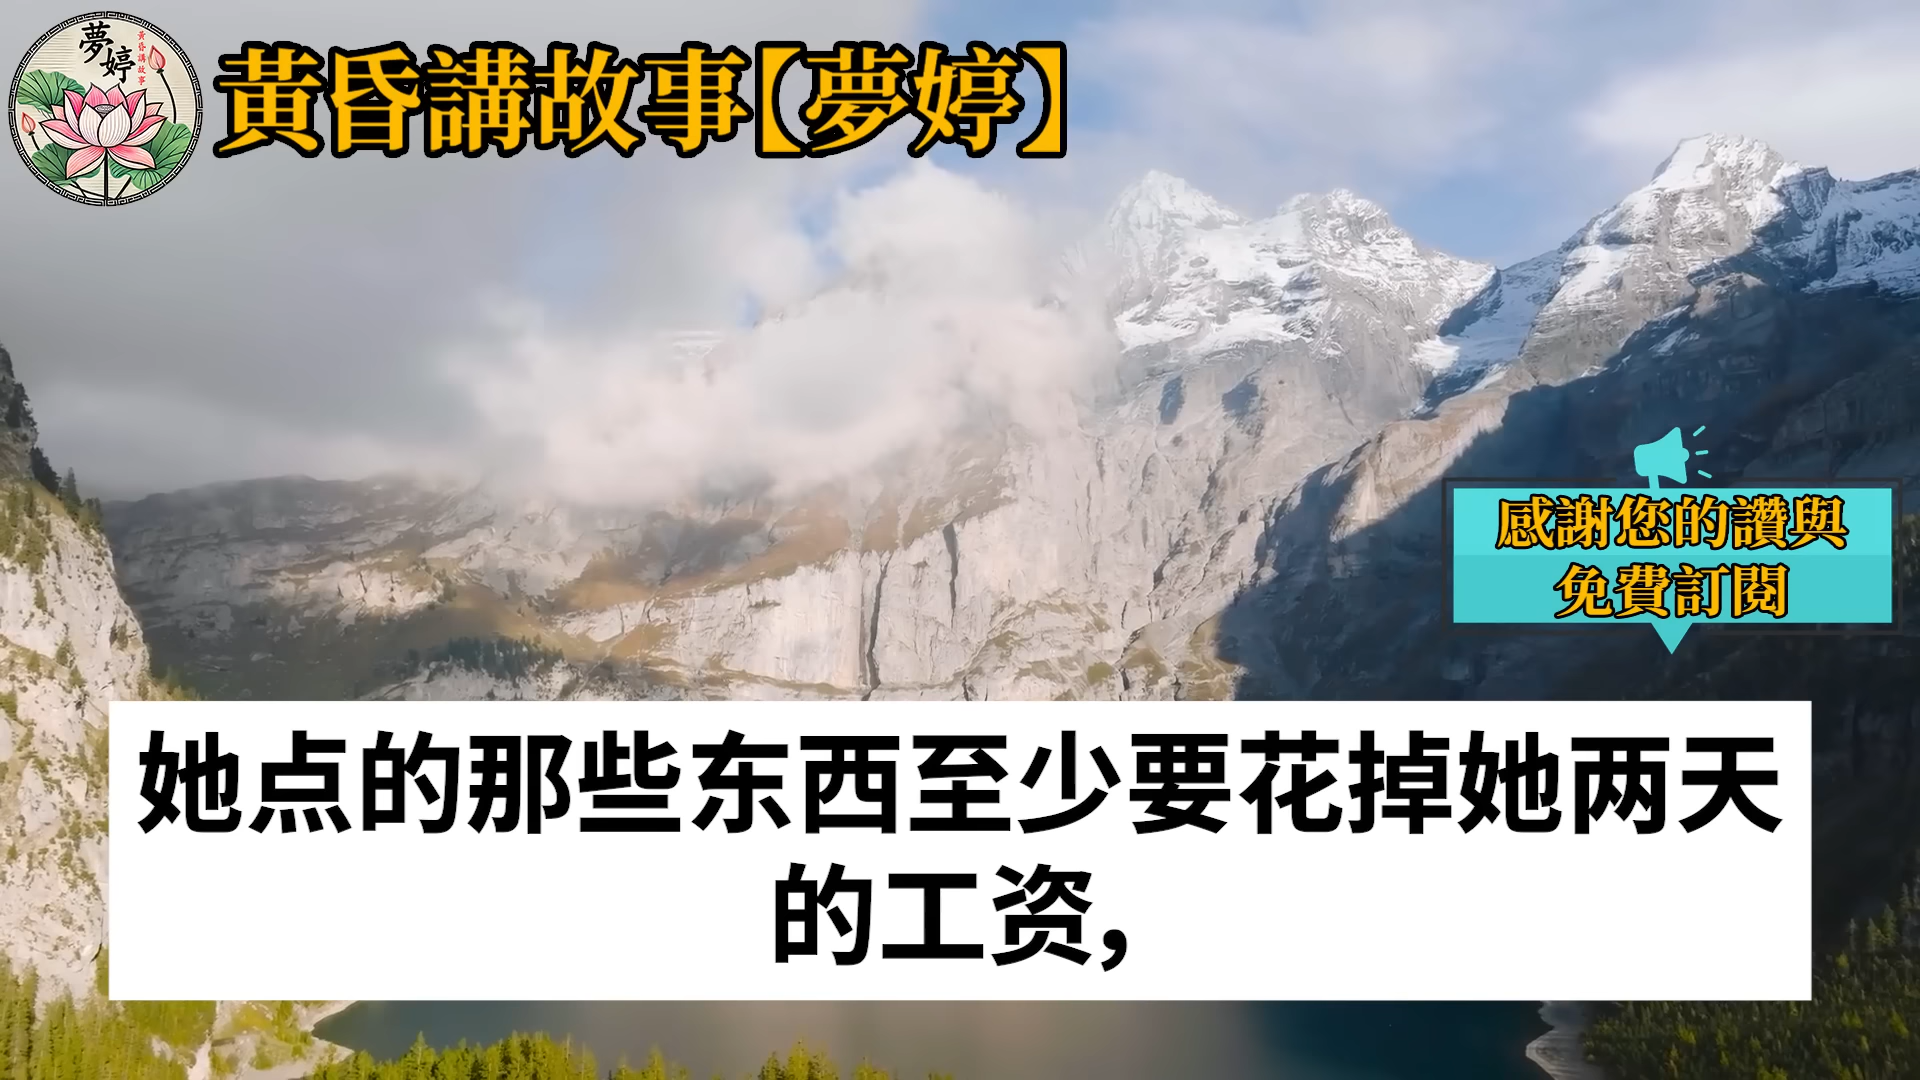 夢婷
黃昏講故事
黃昏講故事【夢婷】
感謝您的讚與
免費訂閱
她点的那些东西至少要花掉她两天
的工资,